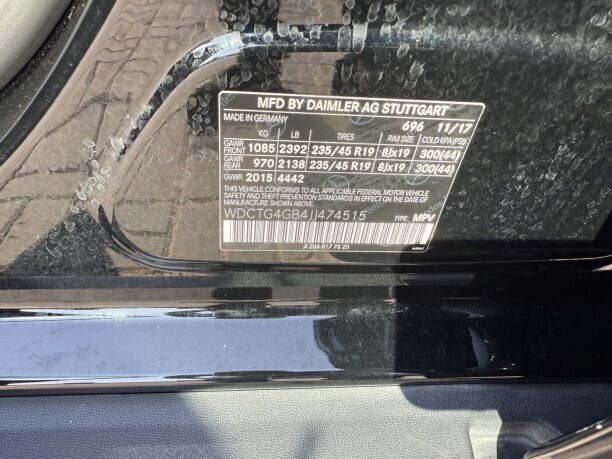 MFD BY DAIMLER AG STUTTGART
MADE IN GERMANY 696 11/17
KG LB TIRES RIM SIZE COLD KPA (PSI)
GAWR FRONT 1085 2392 235/45 R19 8Jx19 300(44)
GAWR REAR 970 2138 235/45 R19 8Jx19 300(44)
GVWR 2015 4442
THIS VEHICLE CONFORMS TO ALL APPLICABLE FEDERAL MOTOR VEHICLE
SAFETY AND THEFT PREVENTION STANDARDS IN EFFECT ON
THE DATE OF MANUFACTURE SHOWN ABOVE.
WDCTG4GB4JJ474515 TYPE: MPV
A 204 817 78 20